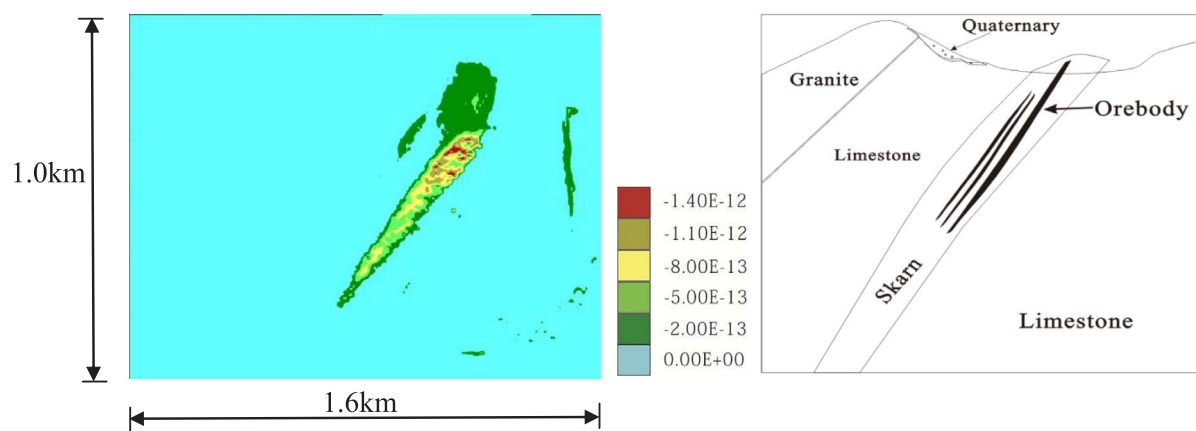 1.0km
1.6km
-1.40E-12
-1.10E-12
-8.00E-13
-5.00E-13
-2.00E-13
0.00E+00
Quaternary
Granite
Orebody
Limestone
Skarn
Limestone